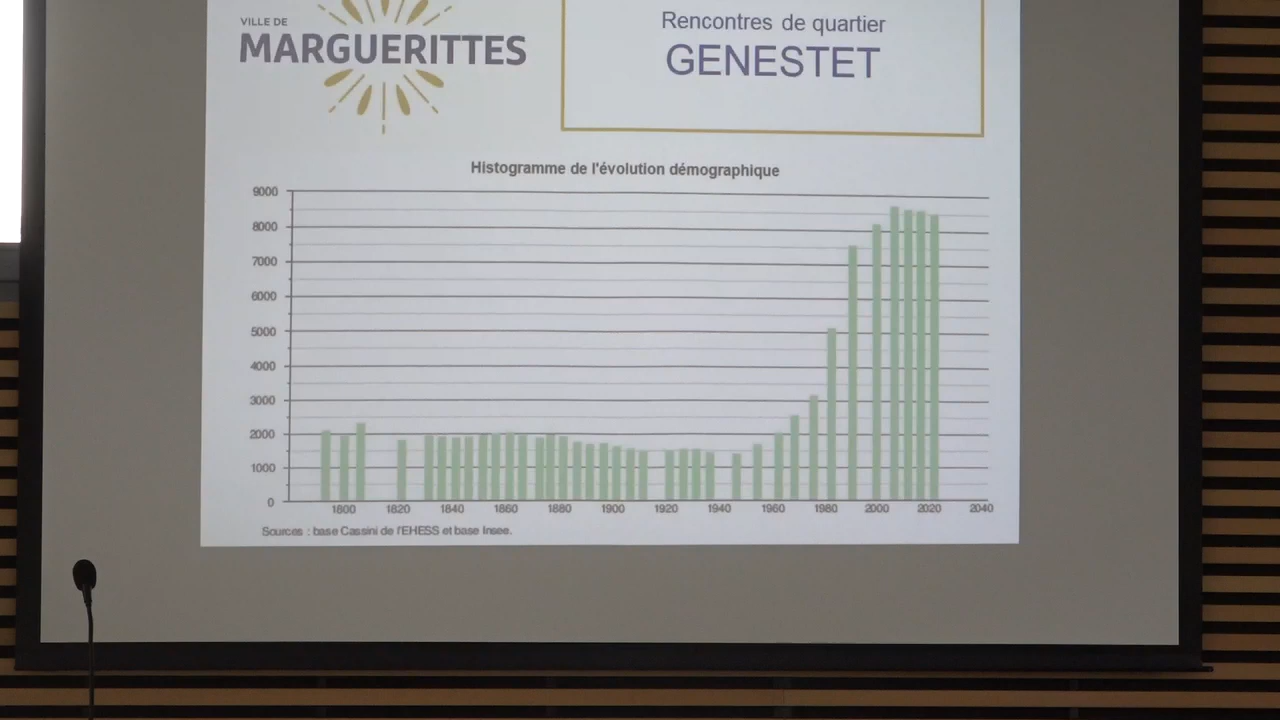 VILLE DE
MARGUERITTES
Rencontres de quartier
GENESTET
Histogramme de l'évolution démographique
9000
8000
7000
6000
5000
4000
3000
2000
1000
0
1800 1820 1840 1860 1880 1900 1920 1940 1960 1980 2000 2020 2040
Sources : base Cassini de l'EHESS et base Insee.